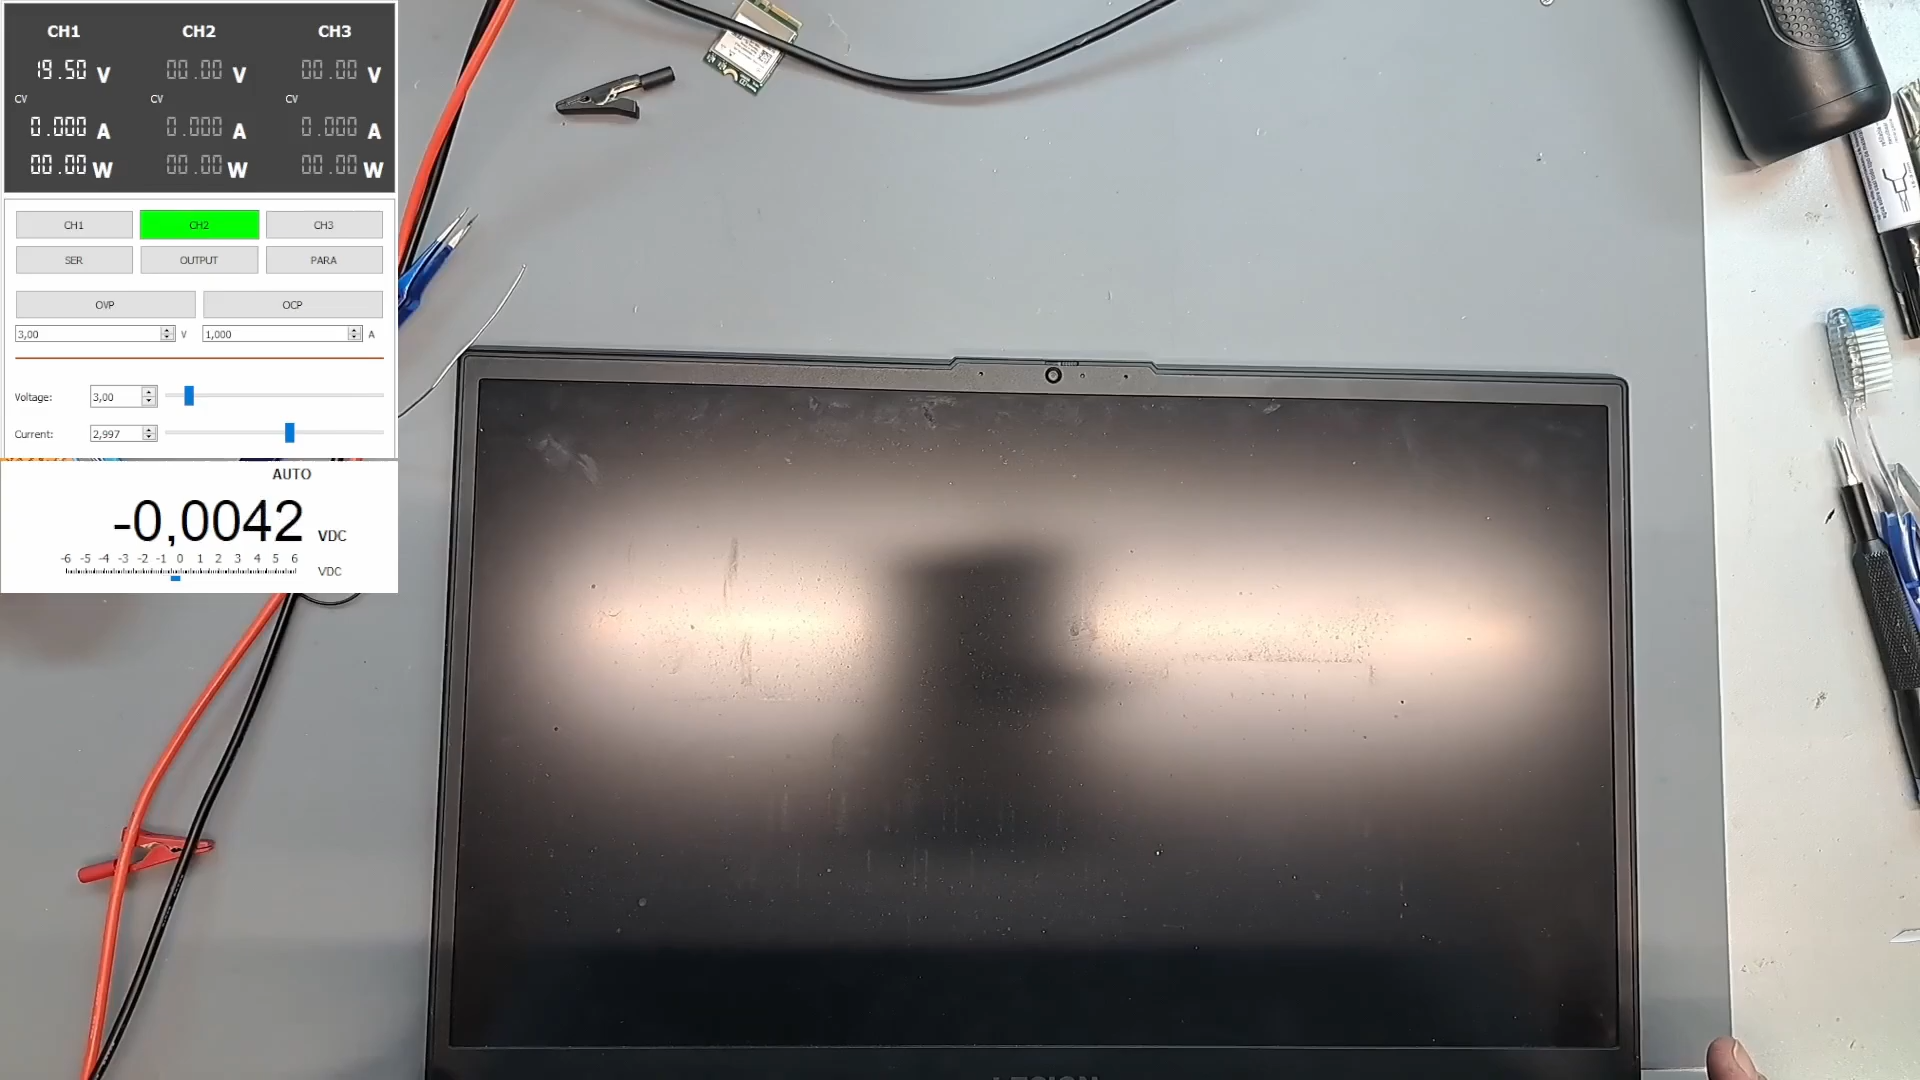 CH1 CH2 CH3
19.50 V 00.00 V 00.00 V
CV CV CV
0.000 A 0.000 A 0.000 A
00.00 W 00.00 W 00.00 W
CH1 CH2 CH3
SER OUTPUT PARA
OVP OCP
3,00 V 1,000 A
Voltage: 3,00
Current: 2,997
AUTO
-0,0042 VDC
-6 -5 -4 -3 -2 -1 0 1 2 3 4 5 6 VDC
LEGION